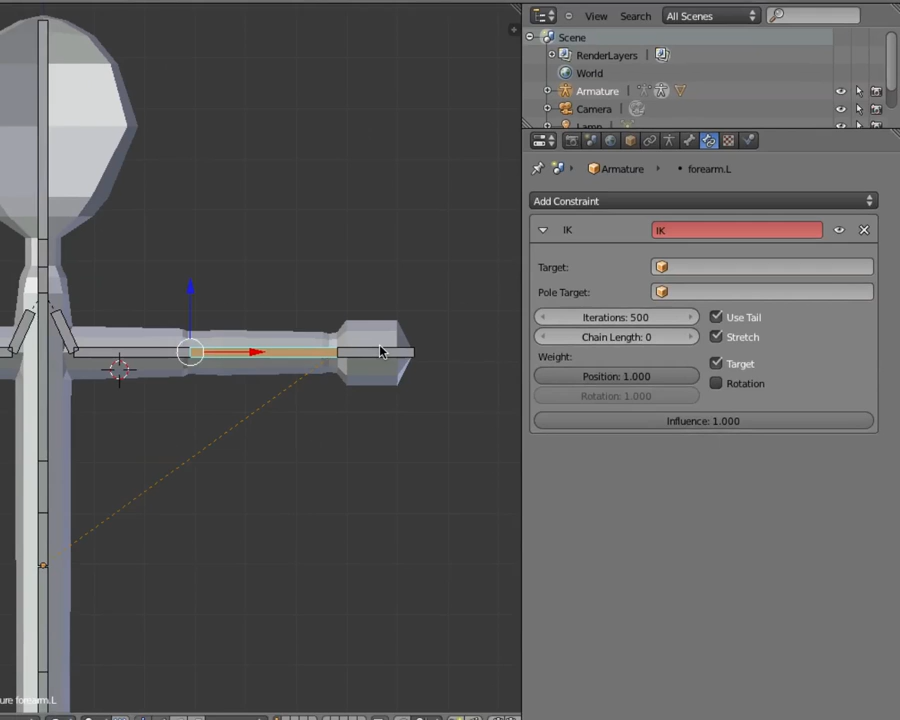 View Search All Scenes
Scene
RenderLayers
World
Armature
Camera
Lamp
Armature forearm.L
Add Constraint
IK IK
Target:
Pole Target:
Iterations: 500 Use Tail
Chain Length: 0 Stretch
Weight: Target
Position: 1.000 Rotation
Rotation: 1.000
Influence: 1.000
ure forearm.L